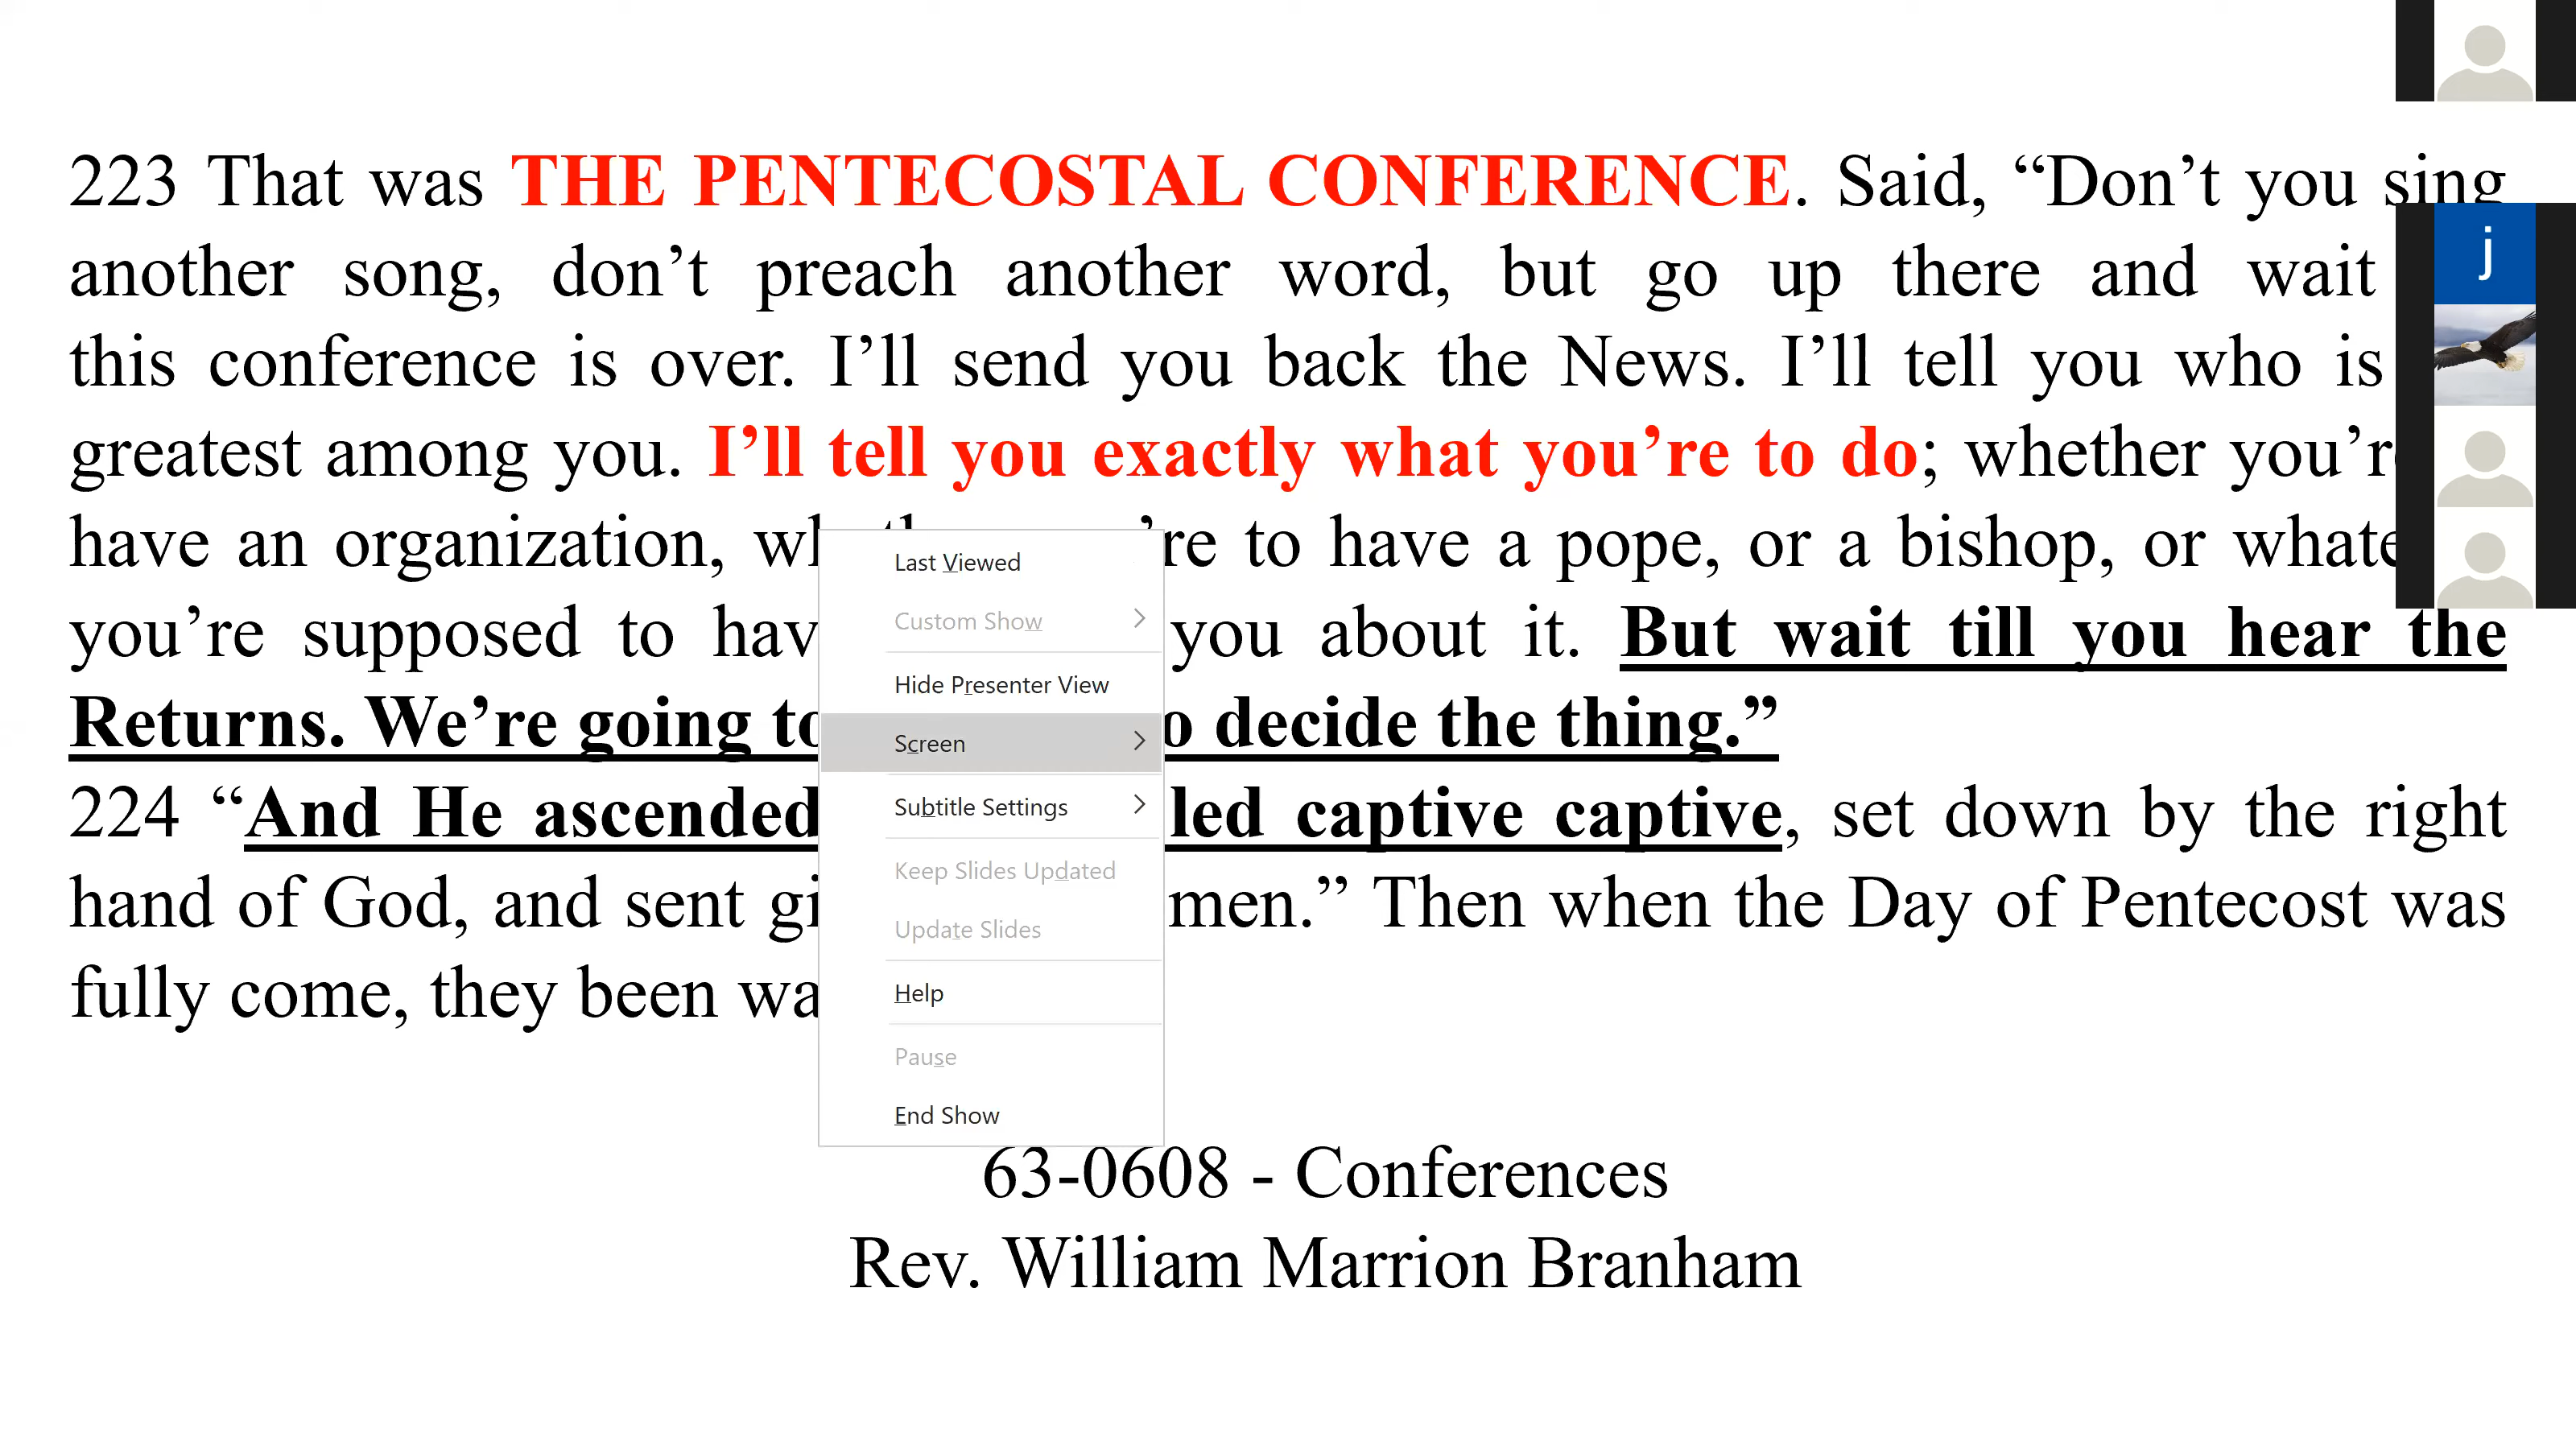 223 That was THE PENTECOSTAL CONFERENCE. Said, “Don’t you sing
another song, don’t preach another word, but go up there and wait
this conference is over. I’ll send you back the News. I’ll tell you who is
greatest among you. I’ll tell you exactly what you’re to do; whether you’re
have an organization, to have a pope, or a bishop, or
you’re supposed to you about it. But wait till you hear the
Returns. We’re going decide the thing.”
224 “And He ascended led captive captive, set down by the right
hand of God, and sent men.” Then when the Day of Pentecost was
fully come, they been
Last Viewed
Custom Show
Hide Presenter View
Screen
Subtitle Settings
Keep Slides Updated
Update Slides
Help
Pause
End Show
63-0608 - Conferences
Rev. William Marrion Branham
j